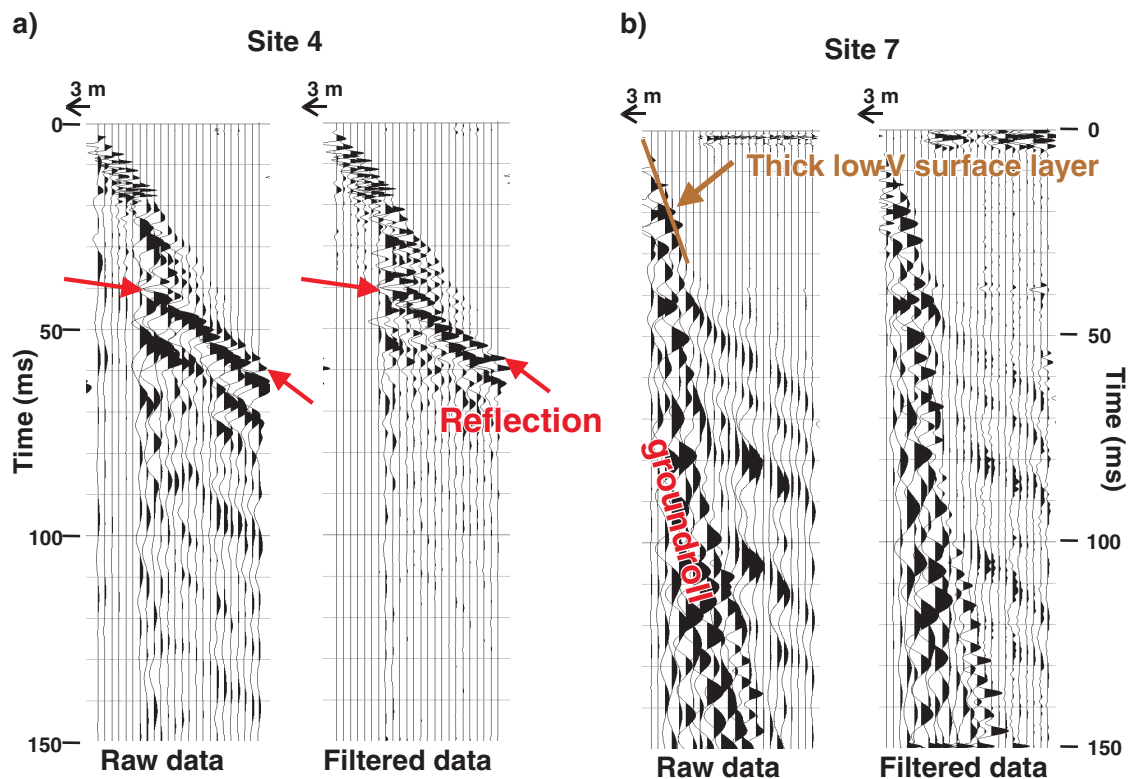 a)
Site 4
3 m
3 m
0
50
100
150
Time (ms)
Reflection
Raw data
Filtered data
b)
Site 7
3 m
3 m
Thick low-V surface layer
groundroll
0
50
100
150
Time (ms)
Raw data
Filtered data